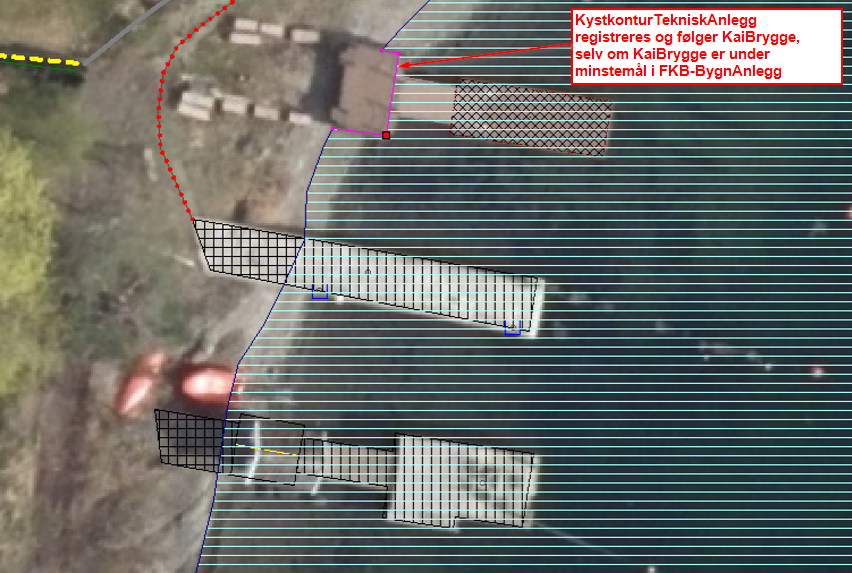 KystkonturTekniskAnlegg
registreres og følger KaiBrygge,
selv om KaiBrygge er under
minstemål i FKB-BygnAnlegg